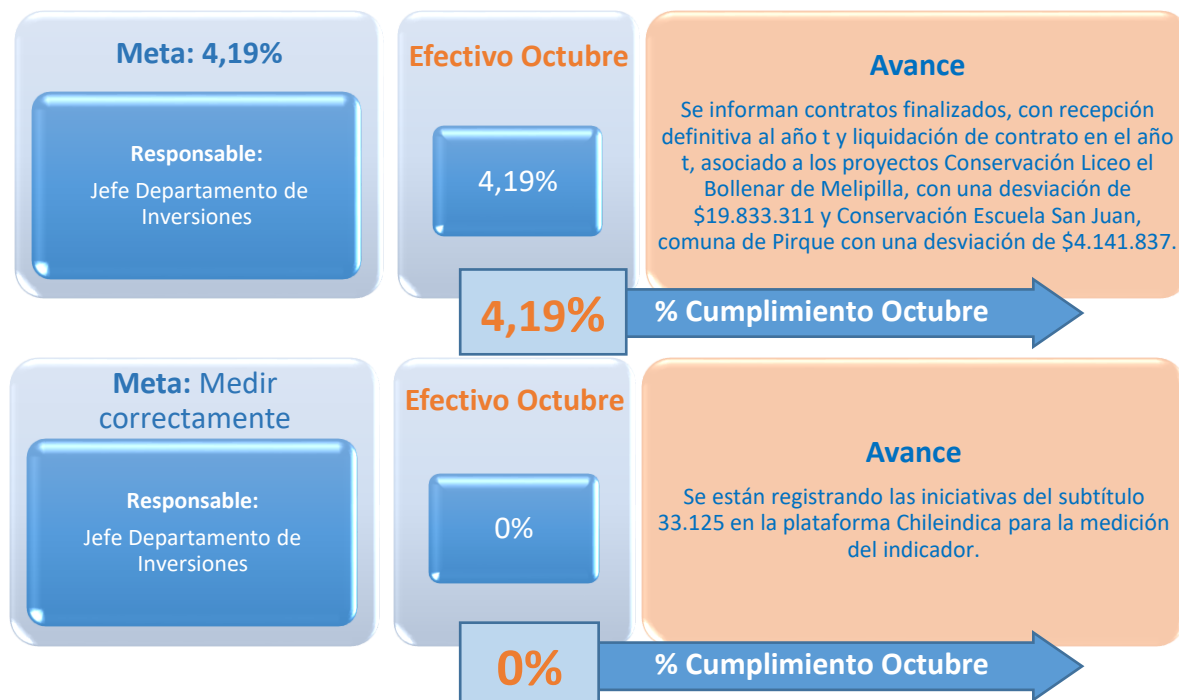 Meta: 4,19%
Responsable:
Jefe Departamento de
Inversiones
Efectivo Octubre
4,19%
Avance
Se informan contratos finalizados, con recepción
definitiva al año t y liquidación de contrato en el año
t, asociado a los proyectos Conservación Liceo el
Bollenar de Melipilla, con una desviación de
$19.833.311 y Conservación Escuela San Juan,
comuna de Pirque con una desviación de $4.141.837.
4,19%
% Cumplimiento Octubre
Meta: Medir
correctamente
Responsable:
Jefe Departamento de
Inversiones
Efectivo Octubre
0%
Avance
Se están registrando las iniciativas del subtítulo
33.125 en la plataforma Chileindica para la medición
del indicador.
0%
% Cumplimiento Octubre